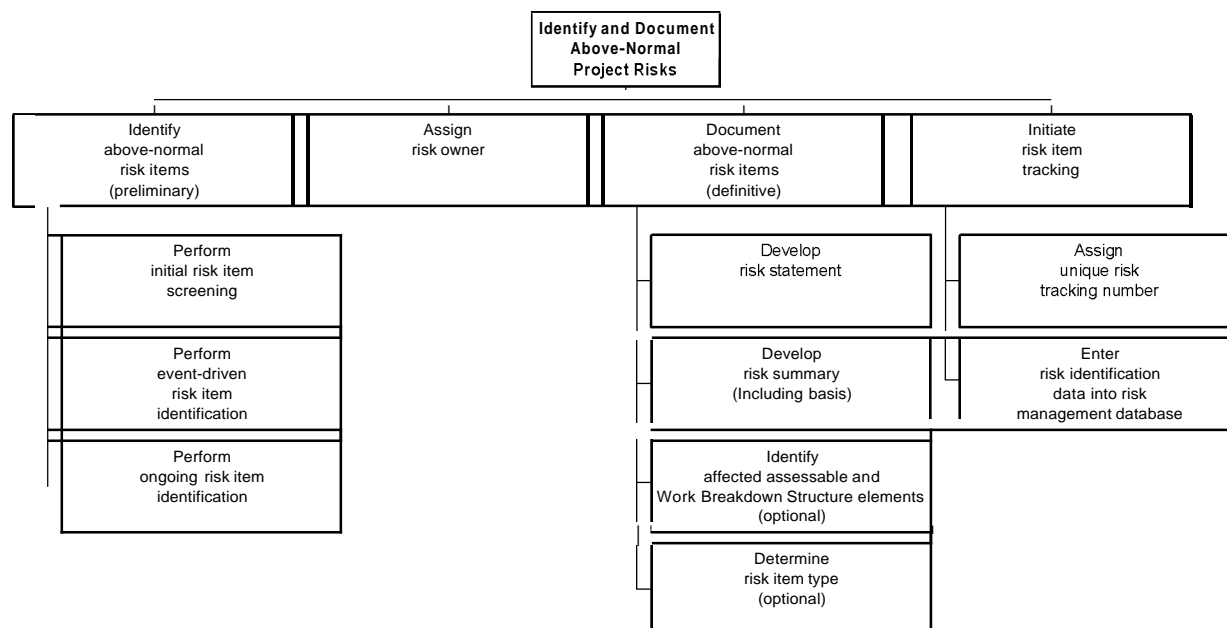 Identify and Document
Above-Normal
Project Risks
Identify
above-normal
risk items
(preliminary)
Assign
risk owner
Document
above-normal
risk items
(definitive)
Initiate
risk item
tracking
Perform
initial risk item
screening
Perform
event-driven
risk item
identification
Perform
ongoing risk item
identification
Develop
risk statement
Develop
risk summary
(Including basis)
Identify
affected assessable and
Work Breakdown Structure elements
(optional)
Determine
risk item type
(optional)
Assign
unique risk
tracking number
Enter
risk identification
data into risk
management database